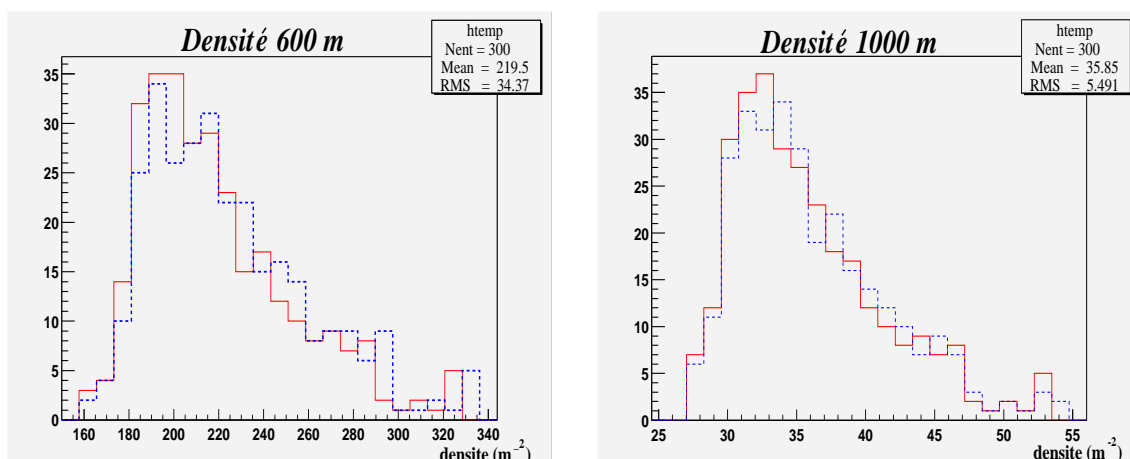 Densité 600 m
htemp
Nent = 300
Mean = 219.5
RMS = 34.37
35
30
25
20
15
10
5
0
160 180 200 220 240 260 280 300 320 340
densite (m⁻²)
Densité 1000 m
htemp
Nent = 300
Mean = 35.85
RMS = 5.491
35
30
25
20
15
10
5
0
25 30 35 40 45 50 55
densite (m⁻²)